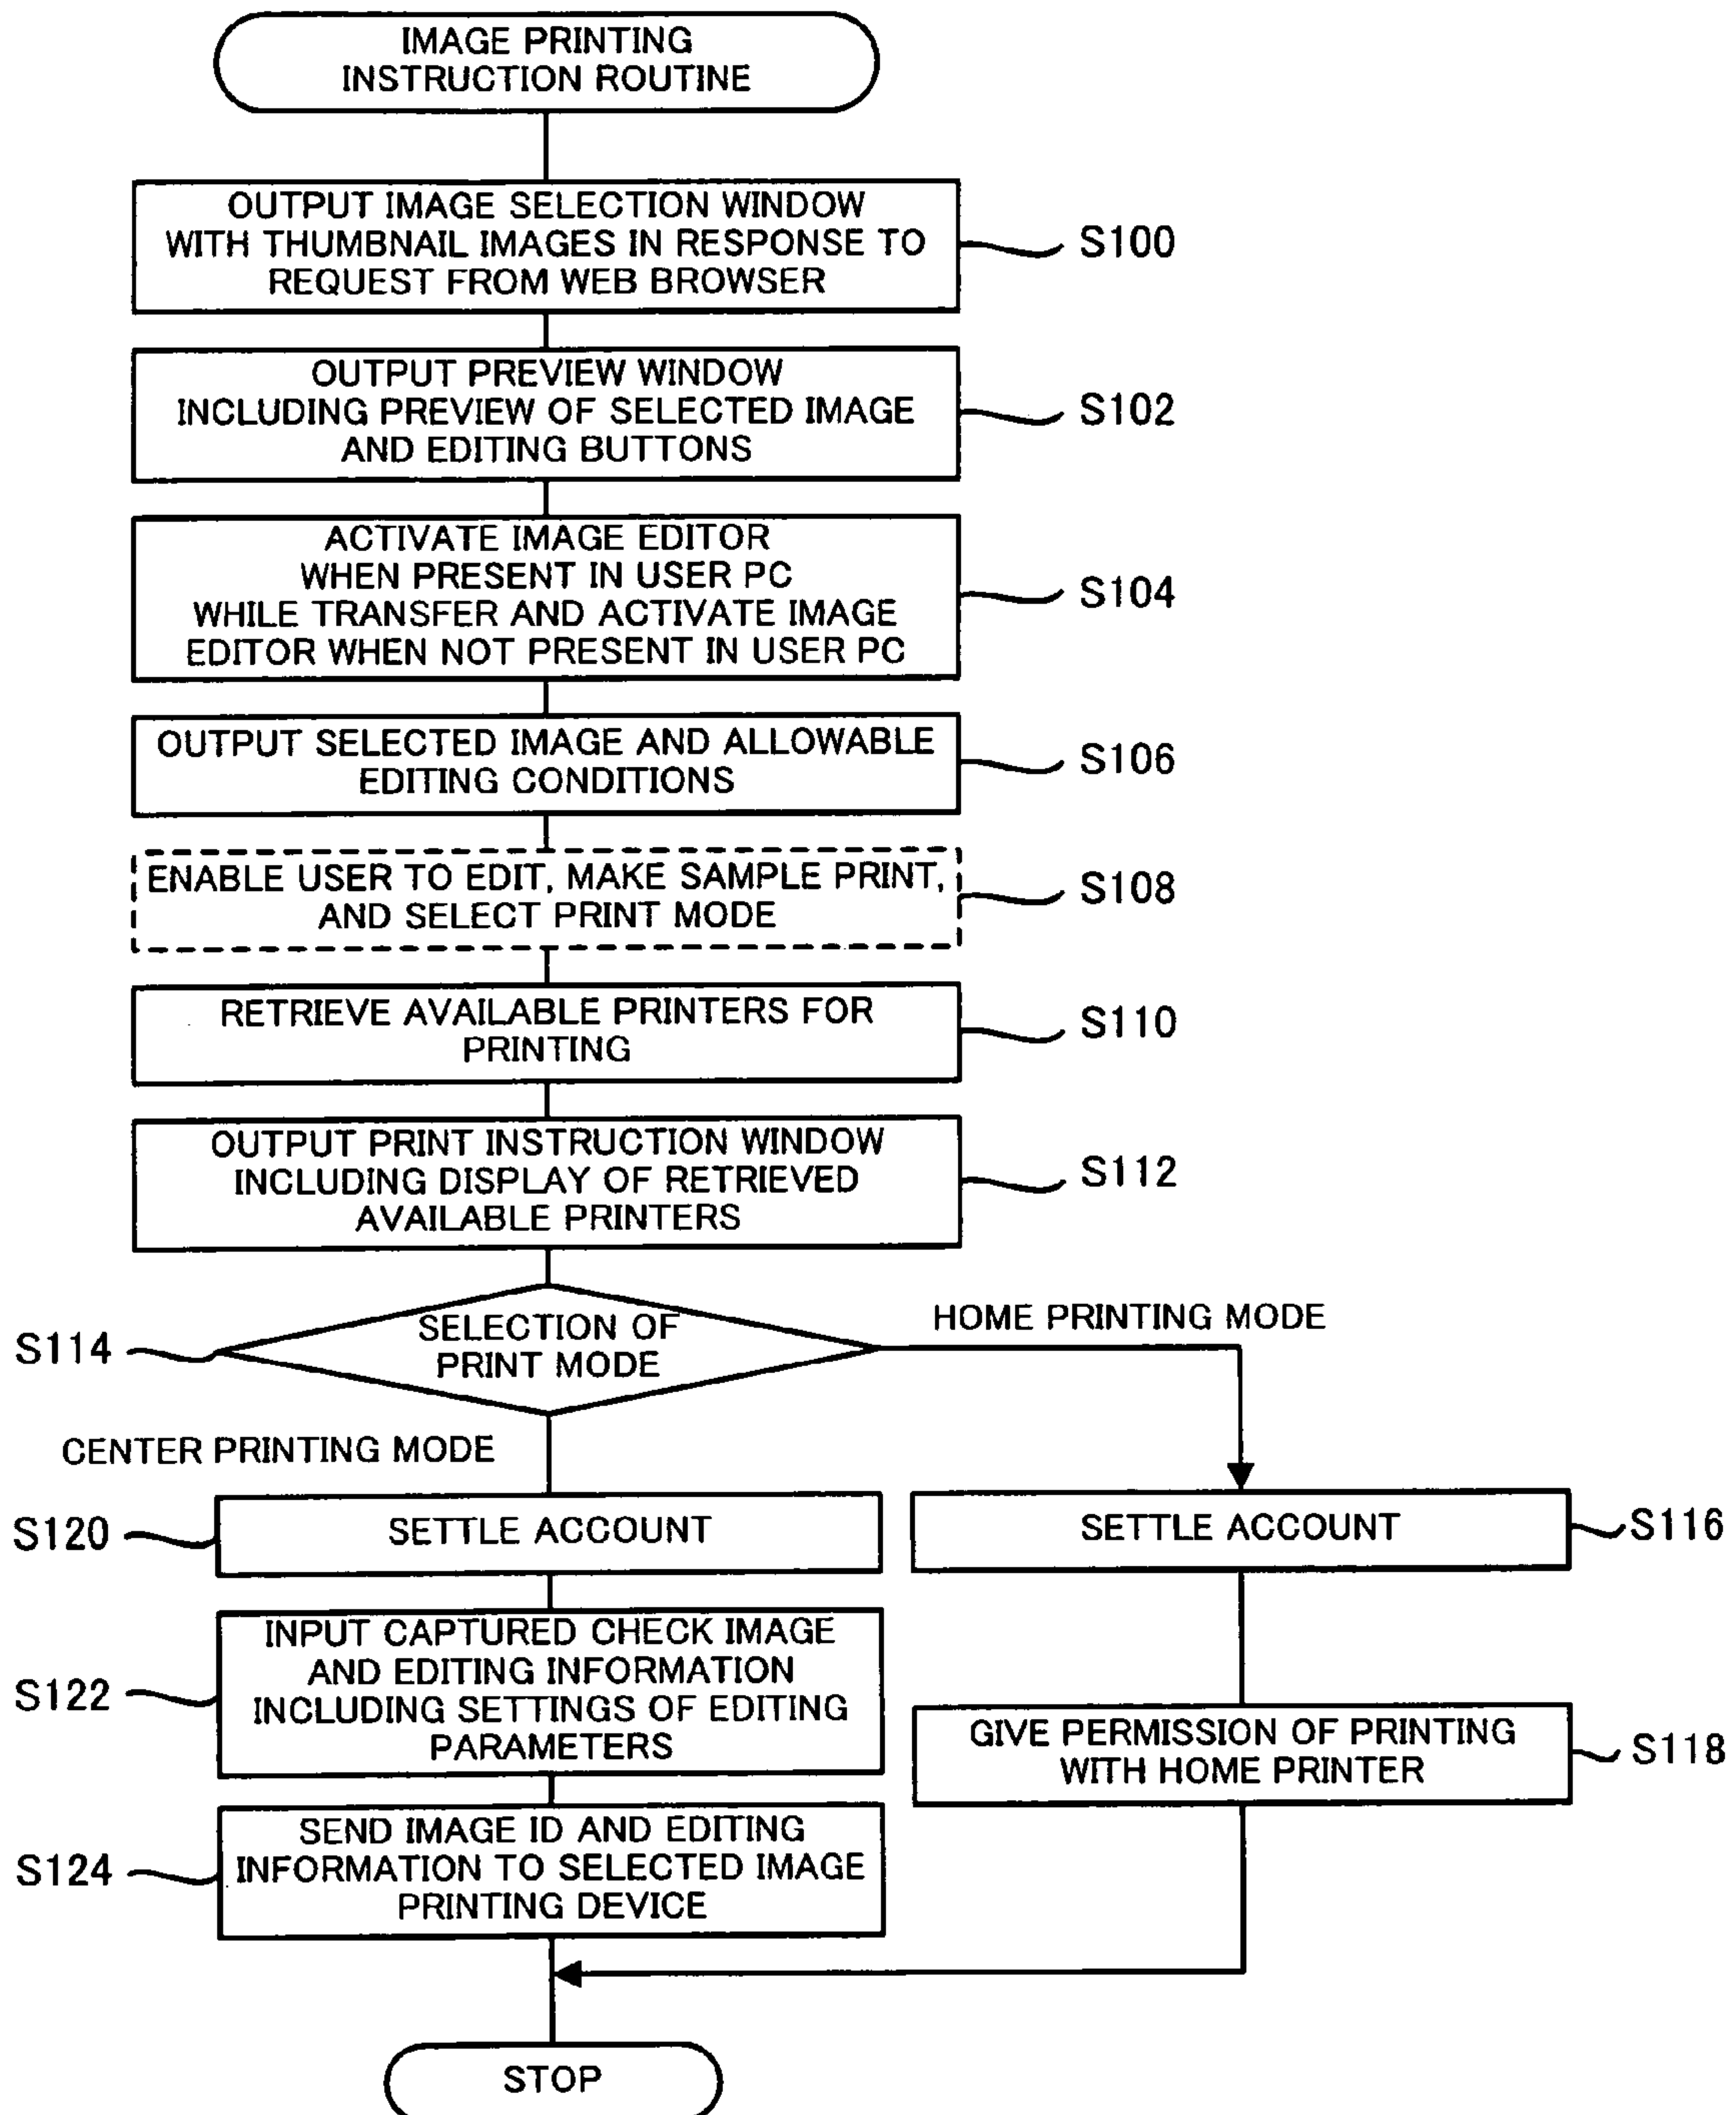 IMAGE PRINTING
INSTRUCTION ROUTINE
OUTPUT IMAGE SELECTION WINDOW
WITH THUMBNAIL IMAGES IN RESPONSE TO
REQUEST FROM WEB BROWSER
S100
OUTPUT PREVIEW WINDOW
INCLUDING PREVIEW OF SELECTED IMAGE
AND EDITING BUTTONS
S102
ACTIVATE IMAGE EDITOR
WHEN PRESENT IN USER PC
WHILE TRANSFER AND ACTIVATE IMAGE
EDITOR WHEN NOT PRESENT IN USER PC
S104
OUTPUT SELECTED IMAGE AND ALLOWABLE
EDITING CONDITIONS
S106
ENABLE USER TO EDIT, MAKE SAMPLE PRINT,
AND SELECT PRINT MODE
S108
RETRIEVE AVAILABLE PRINTERS FOR
PRINTING
S110
OUTPUT PRINT INSTRUCTION WINDOW
INCLUDING DISPLAY OF RETRIEVED
AVAILABLE PRINTERS
S112
S114
SELECTION OF
PRINT MODE
HOME PRINTING MODE
CENTER PRINTING MODE
S120
SETTLE ACCOUNT
SETTLE ACCOUNT
S116
S122
INPUT CAPTURED CHECK IMAGE
AND EDITING INFORMATION
INCLUDING SETTINGS OF EDITING
PARAMETERS
GIVE PERMISSION OF PRINTING
WITH HOME PRINTER
S118
S124
SEND IMAGE ID AND EDITING
INFORMATION TO SELECTED IMAGE
PRINTING DEVICE
STOP